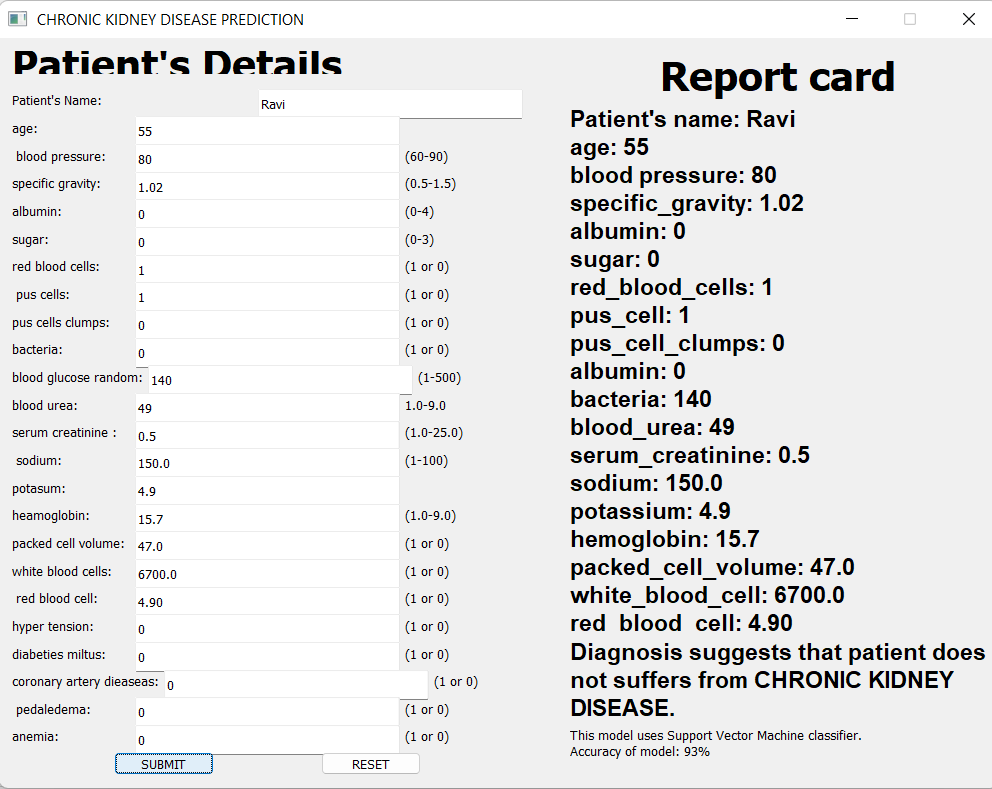 CHRONIC KIDNEY DISEASE PREDICTION
Patient's Details
Patient's Name: Ravi
age: 55
blood pressure: 80 (60-90)
specific gravity: 1.02 (0.5-1.5)
albumin: 0 (0-4)
sugar: 0 (0-3)
red blood cells: 1 (1 or 0)
pus cells: 1 (1 or 0)
pus cells clumps: 0 (1 or 0)
bacteria: 0 (1 or 0)
blood glucose random: 140 (1-500)
blood urea: 49 1.0-9.0
serum creatinine : 0.5 (1.0-25.0)
sodium: 150.0 (1-100)
potasum: 4.9
heamoglobin: 15.7 (1.0-9.0)
packed cell volume: 47.0 (1 or 0)
white blood cells: 6700.0 (1 or 0)
red blood cell: 4.90 (1 or 0)
hyper tension: 0 (1 or 0)
diabeties miltus: 0 (1 or 0)
coronary artery dieaseas: 0 (1 or 0)
pedaledema: 0 (1 or 0)
anemia: 0 (1 or 0)
SUBMIT RESET
Report card
Patient's name: Ravi
age: 55
blood pressure: 80
specific_gravity: 1.02
albumin: 0
sugar: 0
red_blood_cells: 1
pus_cell: 1
pus_cell_clumps: 0
albumin: 0
bacteria: 140
blood_urea: 49
serum_creatinine: 0.5
sodium: 150.0
potassium: 4.9
hemoglobin: 15.7
packed_cell_volume: 47.0
white_blood_cell: 6700.0
red_blood_cell: 4.90
Diagnosis suggests that patient does
not suffers from CHRONIC KIDNEY
DISEASE.
This model uses Support Vector Machine classifier.
Accuracy of model: 93%